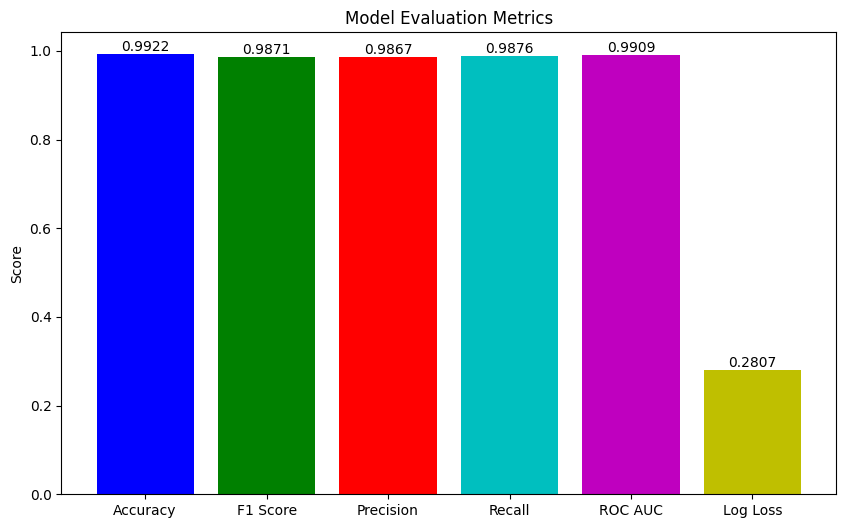 Model Evaluation Metrics
Score
1.0
0.8
0.6
0.4
0.2
0.0
0.9922
0.9871
0.9867
0.9876
0.9909
0.2807
Accuracy
F1 Score
Precision
Recall
ROC AUC
Log Loss